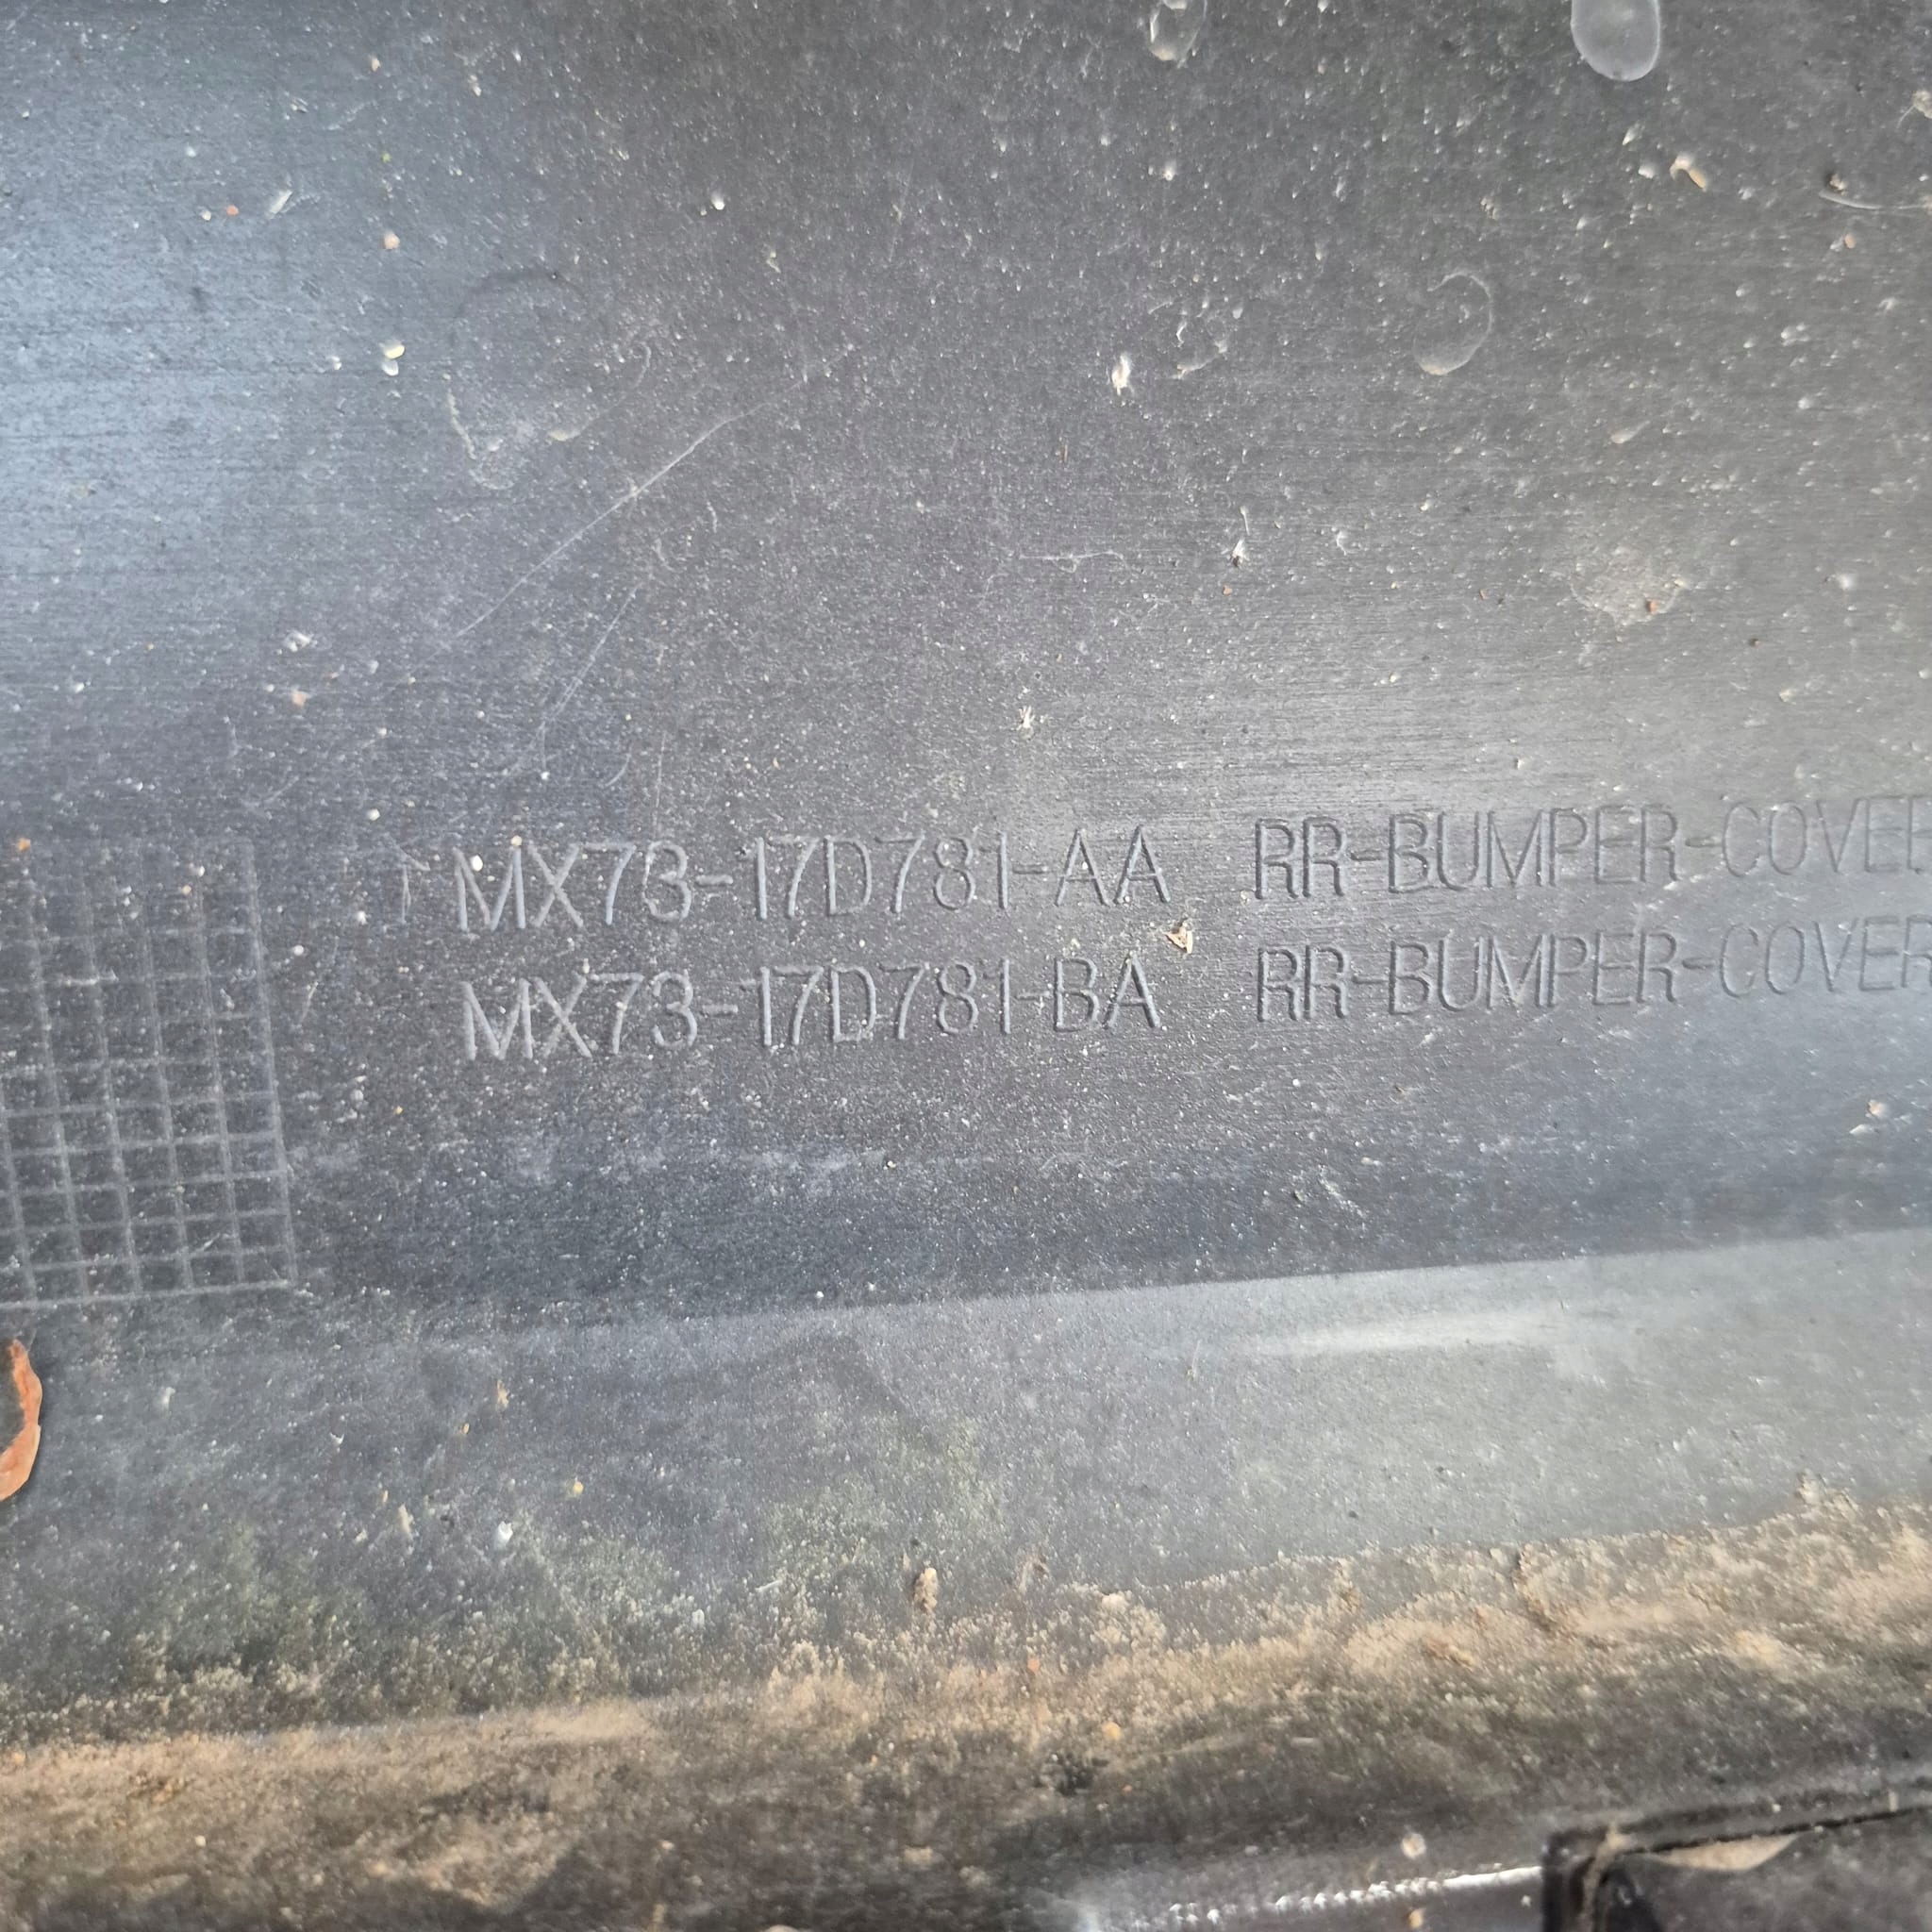 MX73-17D781-AA RR-BUMPER-COVER
MX73-17D781-BA RR-BUMPER-COVER